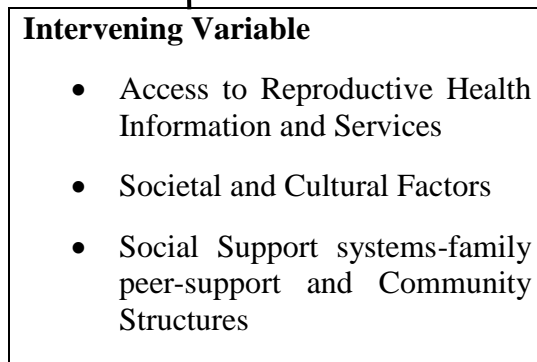 Intervening Variable
• Access to Reproductive Health
Information and Services
• Societal and Cultural Factors
• Social Support systems-family
peer-support and Community
Structures